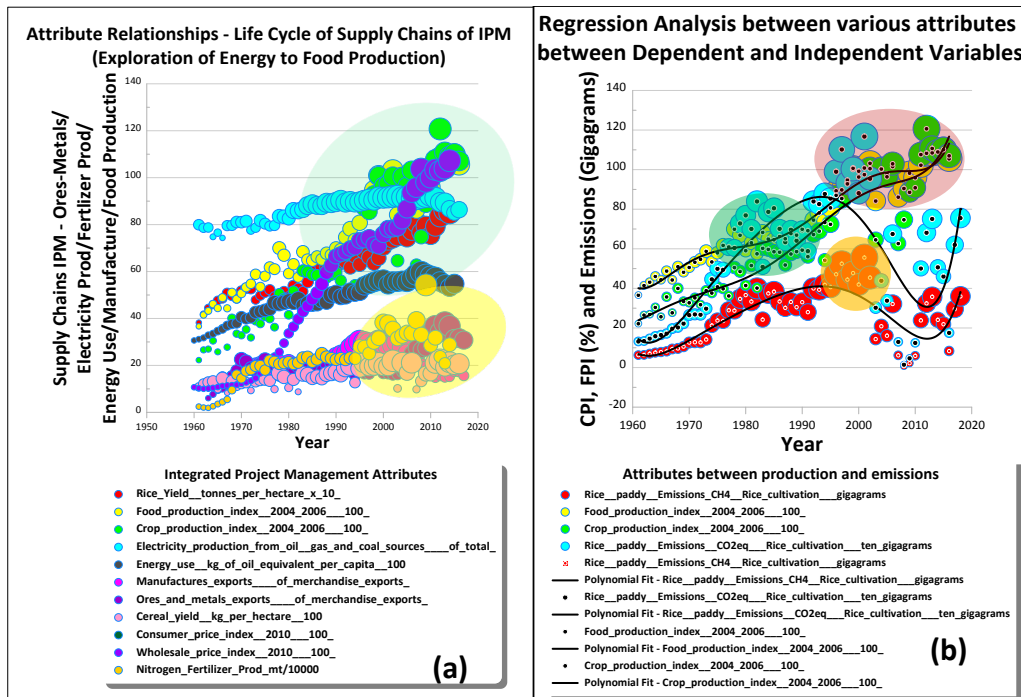 Attribute Relationships - Life Cycle of Supply Chains of IPM
(Exploration of Energy to Food Production)
Supply Chains IPM - Ores-Metals/
Electricity Prod/Fertlizer Prod/
Energy Use/Manufacture/Food Production
140
120
100
80
60
40
20
0
1950
1960
1970
1980
1990
2000
2010
2020
Year
Integrated Project Management Attributes
Rice_Yield__tonnes_per_hectare_x_10_
Food_production_index__2004_2006___100_
Crop_production_index__2004_2006___100_
Electricity_production_from_oil__gas_and_coal_sources____of_total_
Energy_use__kg_of_oil_equivalent_per_capita__100
Manufactures_exports____of_merchandise_exports_
Ores_and_metals_exports____of_merchandise_exports_
Cereal_yield__kg_per_hectare__100
Consumer_price_index__2010___100_
Wholesale_price_index__2010___100_
Nitrogen_Fertilizer_Prod_mt/10000
(a)
Regression Analysis between various attributes
between Dependent and Independent Variables
CPI, FPI (%) and Emissions (Gigagrams)
140
120
100
80
60
40
20
0
-20
1961
1970
1980
1990
2000
2010
2020
Year
Attributes between production and emissions
Rice__paddy__Emissions_CH4__Rice_cultivation___gigagrams
Food_production_index__2004_2006___100_
Crop_production_index__2004_2006___100_
Rice__paddy__Emissions__CO2eq___Rice_cultivation__ten_gigagrams
Rice__paddy__Emissions_CH4__Rice_cultivation___gigagrams
Polynomial Fit - Rice__paddy__Emissions_CH4__Rice_cultivation___gigagrams
Rice__paddy__Emissions__CO2eq___Rice_cultivation__ten_gigagrams
Polynomial Fit - Rice__paddy__Emissions__CO2eq___Rice_cultivation__ten_gigagrams
Food_production_index__2004_2006___100_
Polynomial Fit - Food_production_index__2004_2006___100_
Crop_production_index__2004_2006___100_
Polynomial Fit - Crop_production_index__2004_2006___100_
(b)